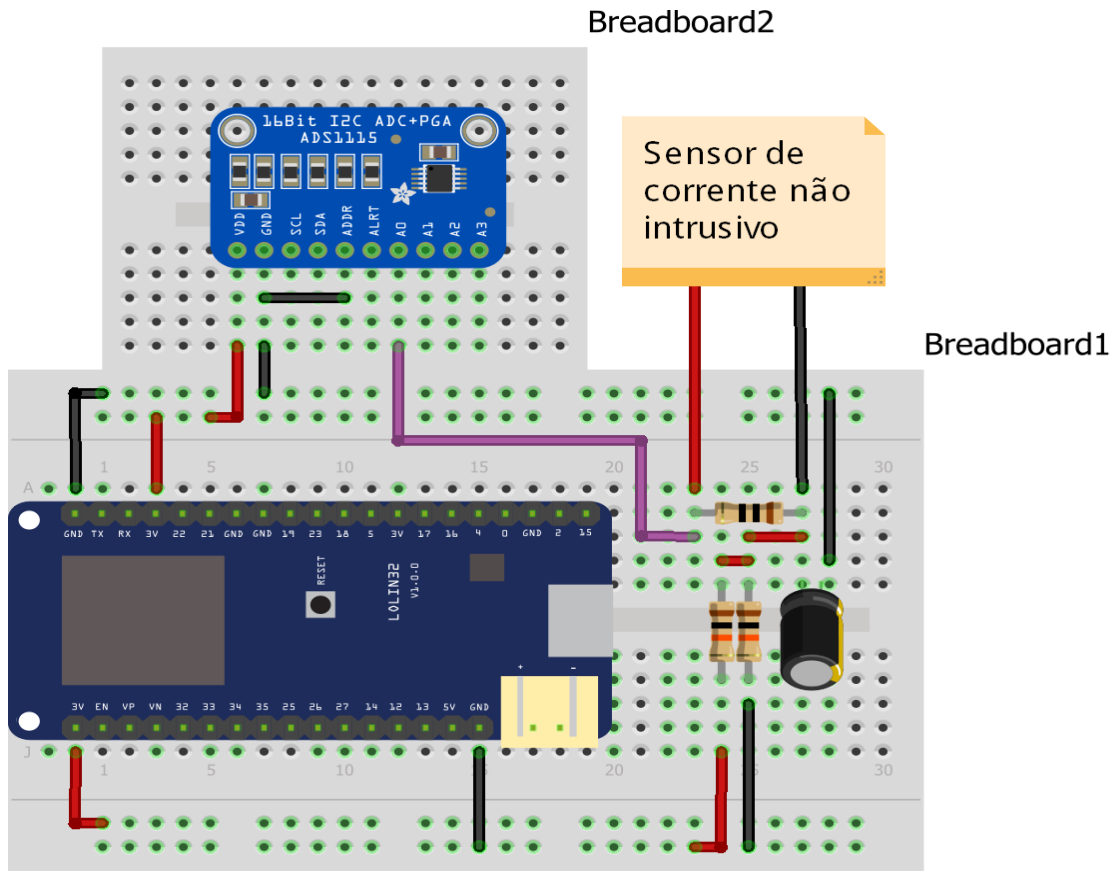 Breadboard2
16Bit I2C ADC+PGA
ADS1115
VDD GND SCL SDA ADDR ALRT A0 A1 A2 A3
Sensor de
corrente não
intrusivo
Breadboard1
1 5 10 15 20 25 30
A
GND TX RX 3V 22 21 GND GND 19 23 18 5 3V 17 16 4 0 GND 2 15
RESET
LOLIN32
V1.0.0
+ -
3V EN VP VN 32 33 34 35 25 26 27 14 12 13 5V GND
J
1 5 10 15 20 25 30